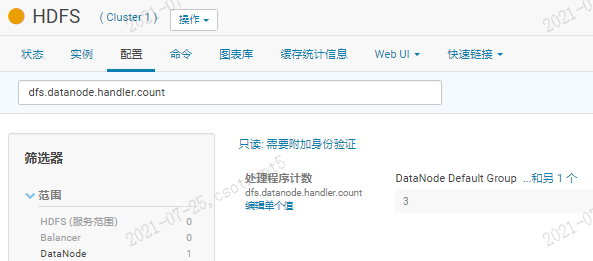 HDFS ( Cluster 1 ) 操作
状态 实例 配置 命令 图表库 缓存统计信息 Web UI 快速链接
dfs.datanode.handler.count
筛选器
只读: 需要附加身份验证
处理程序计数 DataNode Default Group ...和另 1 个
dfs.datanode.handler.count 3
编辑单个值
范围
HDFS (服务范围) 0
Balancer 0
DataNode 1